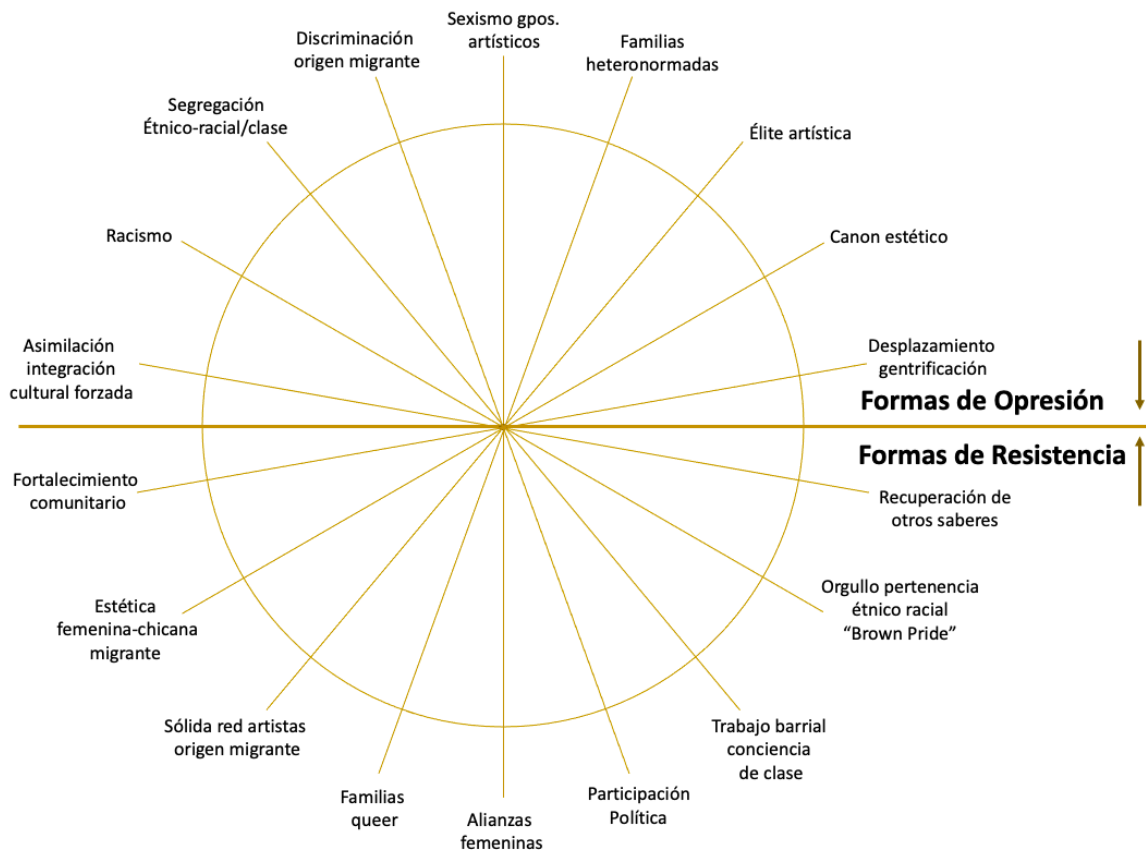 Sexismo gpos.
artísticos
Discriminación
origen migrante
Familias
heteronormadas
Segregación
Étnico-racial/clase
Élite artística
Racismo
Canon estético
Asimilación
integración
cultural forzada
Desplazamiento
gentrificación
Formas de Opresión
Formas de Resistencia
Fortalecimiento
comunitario
Recuperación de
otros saberes
Estética
femenina-chicana
migrante
Orgullo pertenencia
étnico racial
“Brown Pride”
Sólida red artistas
origen migrante
Trabajo barrial
conciencia
de clase
Familias
queer
Alianzas
femeninas
Participación
Política